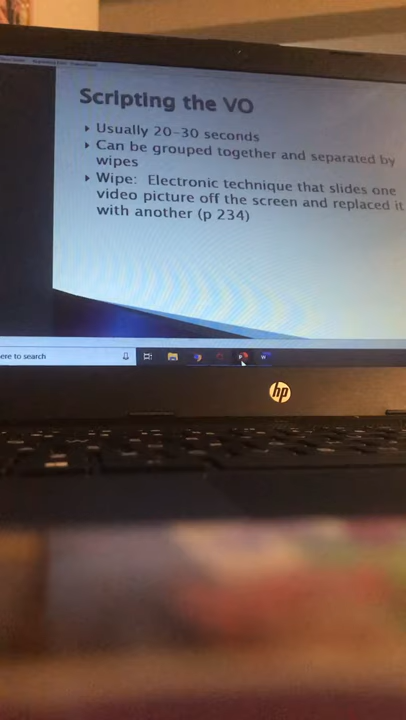 Scripting the VO
Usually 20-30 seconds
Can be grouped together and separated by
wipes
Wipe: Electronic technique that slides one
video picture off the screen and replaced it
with another (p 234)
ere to search
hp